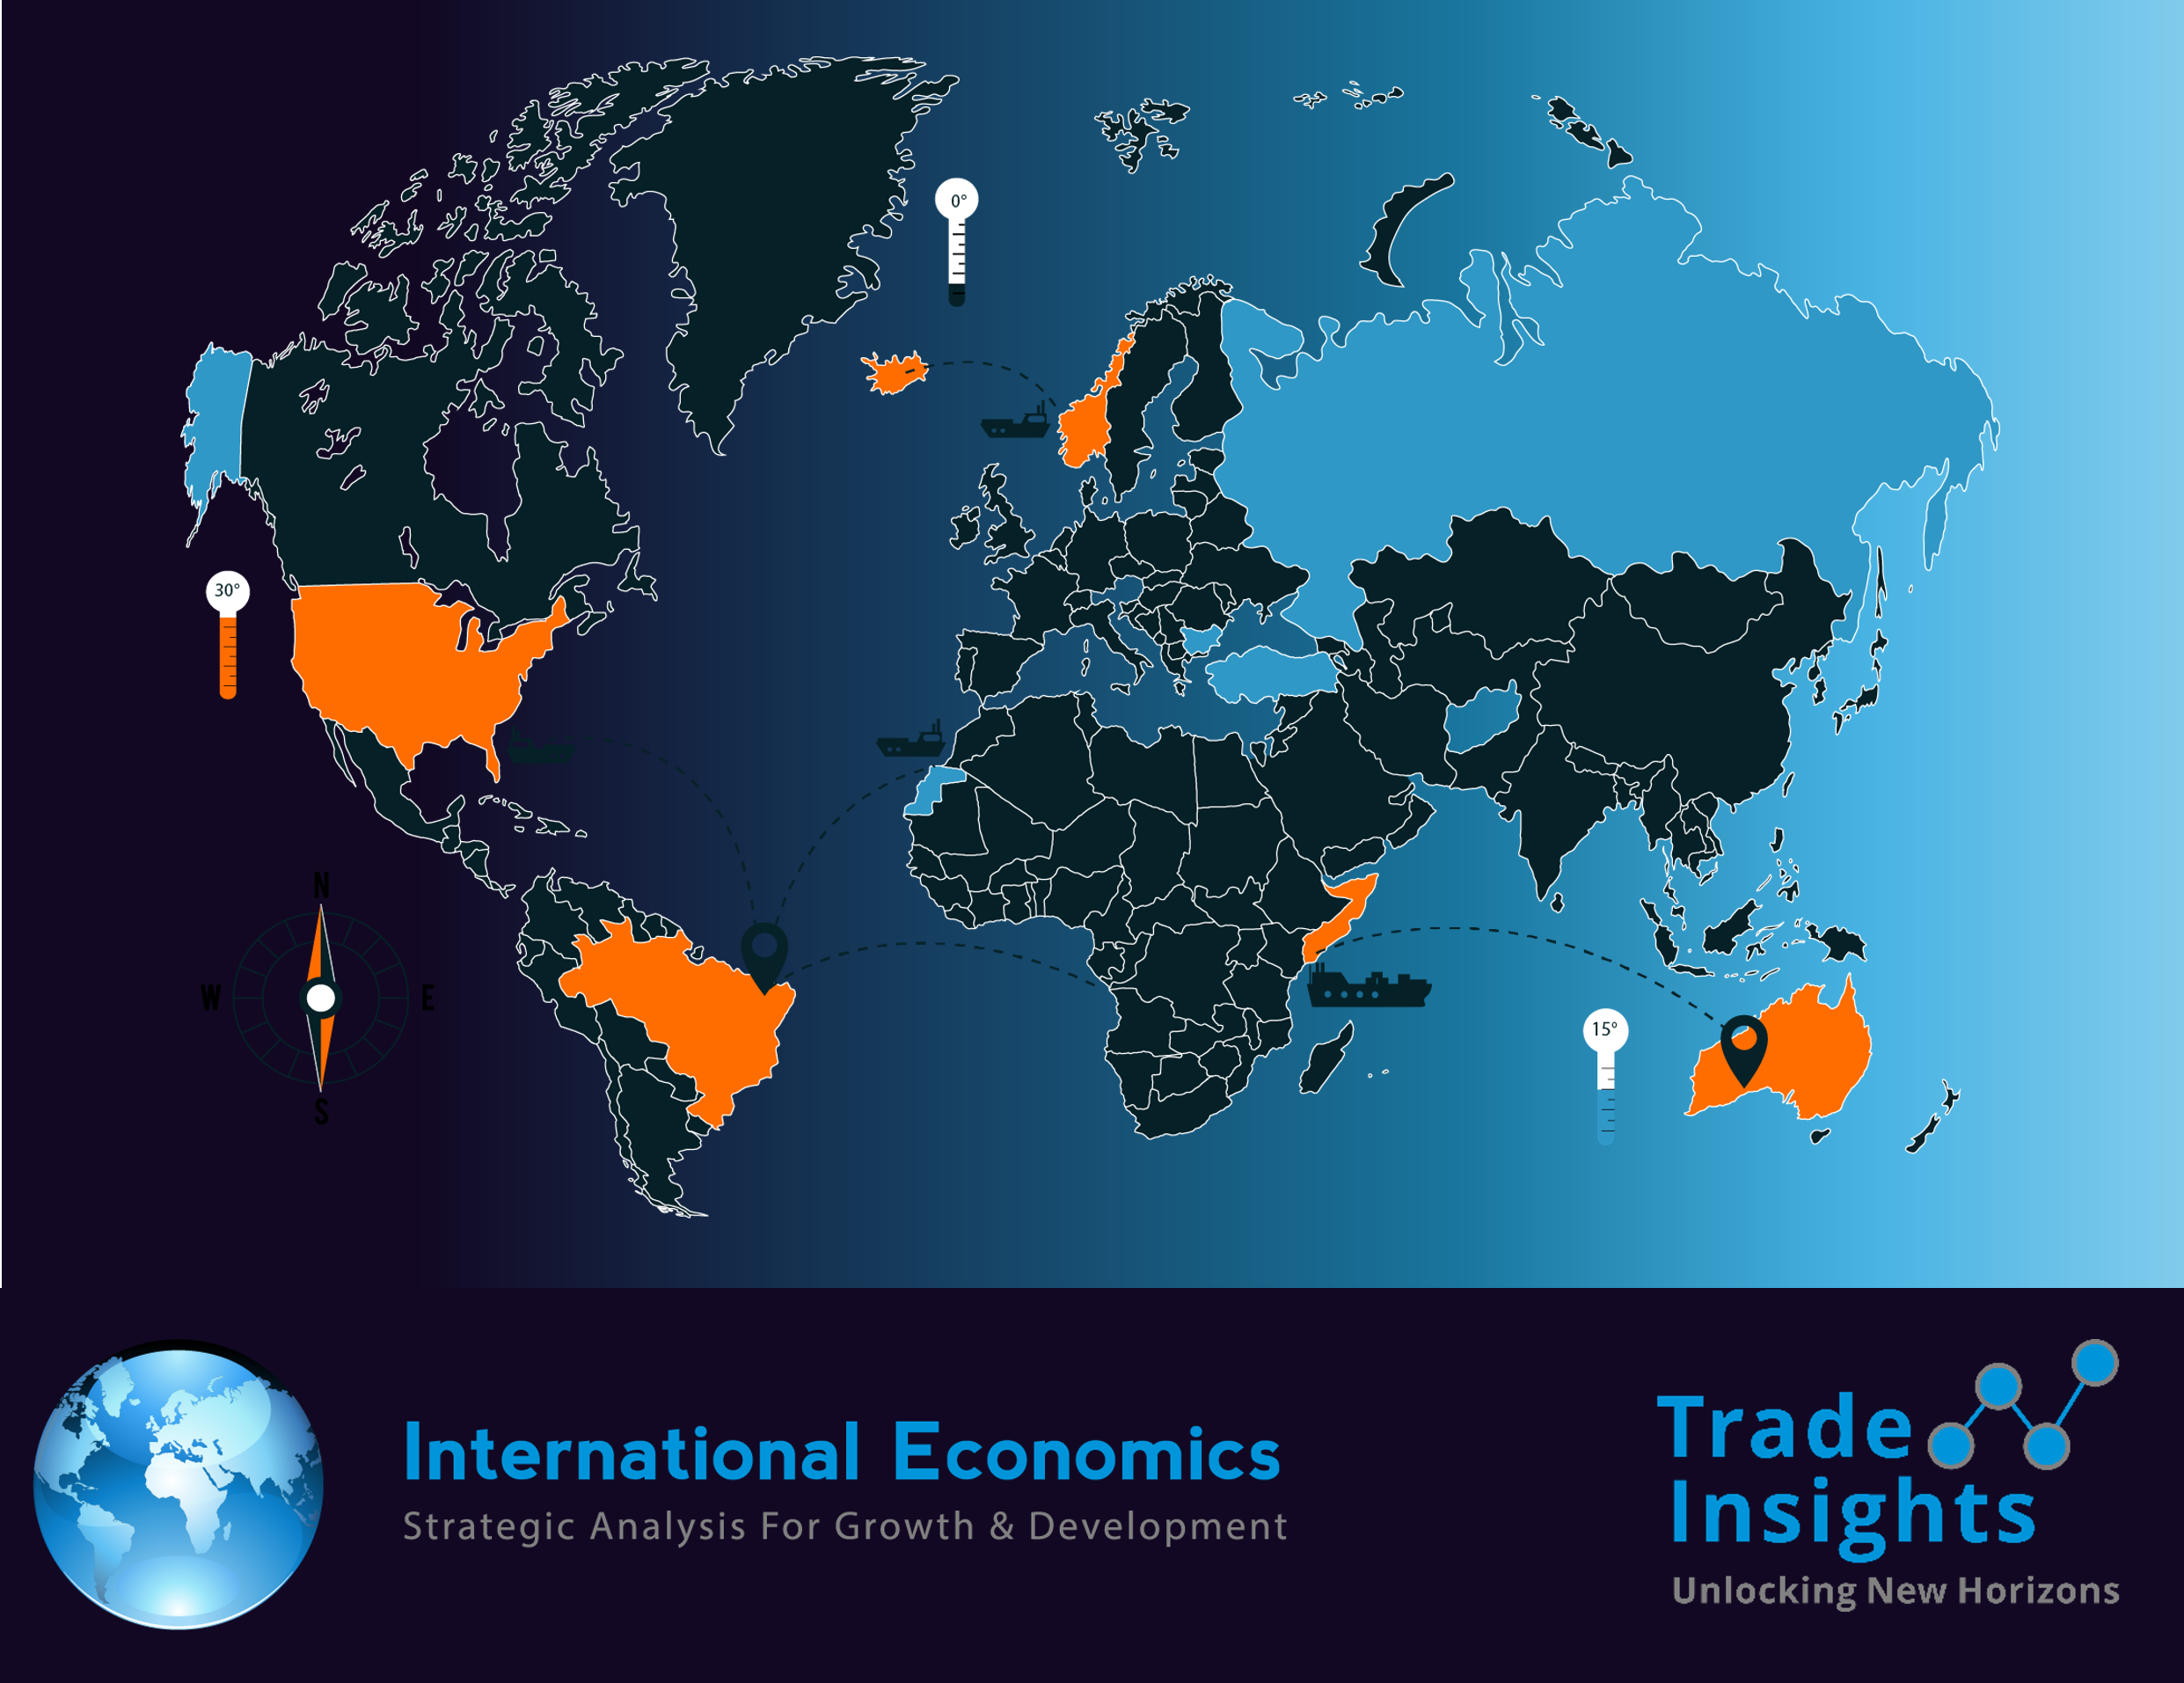 0°
30°
N
W
E
S
15°
International Economics
Strategic Analysis For Growth & Development
Trade
Insights
Unlocking New Horizons